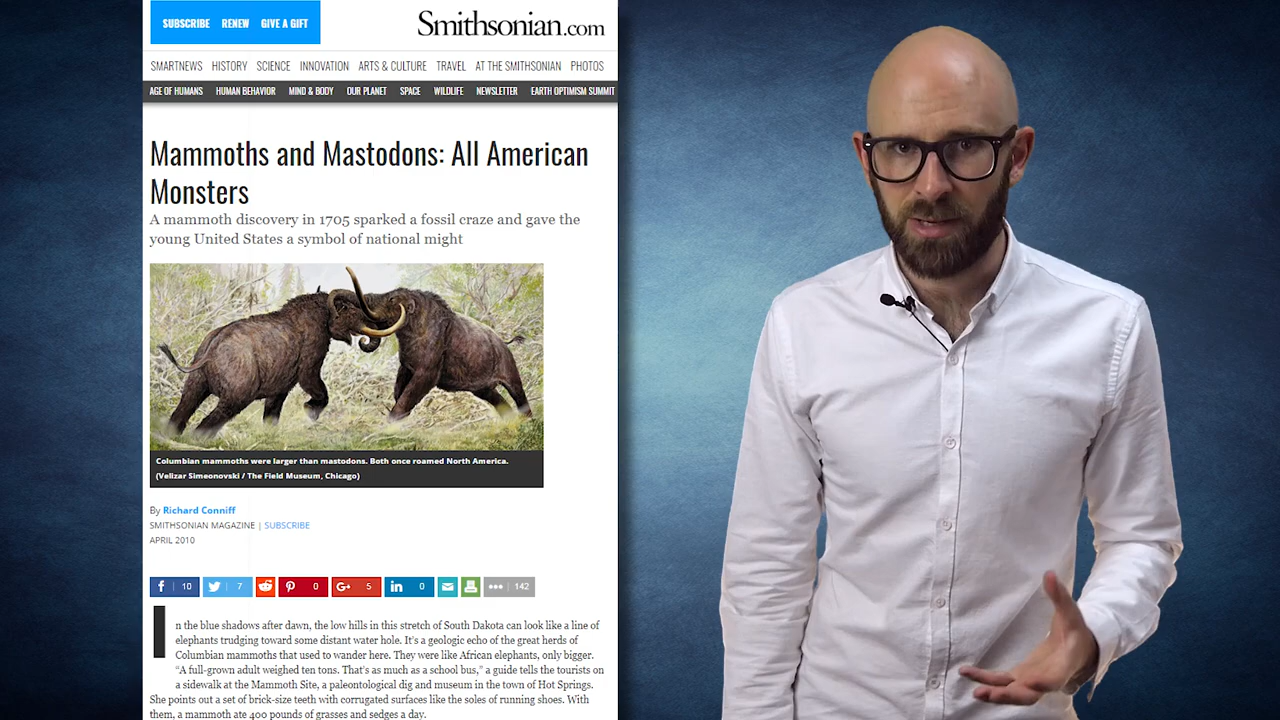 SUBSCRIBE RENEW GIVE A GIFT
Smithsonian.com
SMARTNEWS HISTORY SCIENCE INNOVATION ARTS & CULTURE TRAVEL AT THE SMITHSONIAN PHOTOS
AGE OF HUMANS HUMAN BEHAVIOR MIND & BODY OUR PLANET SPACE WILDLIFE NEWSLETTER EARTH OPTIMISM SUMMIT
Mammoths and Mastodons: All American
Monsters
A mammoth discovery in 1705 sparked a fossil craze and gave the
young United States a symbol of national might
Columbian mammoths were larger than mastodons. Both once roamed North America.
(Velizar Simeonovski / The Field Museum, Chicago)
By Richard Conniff
SMITHSONIAN MAGAZINE | SUBSCRIBE
APRIL 2010
10 7 0 G+ 5 in 0 142
In the blue shadows after dawn, the low hills in this stretch of South Dakota can look like a line of
elephants trudging toward some distant water hole. It's a geologic echo of the great herds of
Columbian mammoths that used to wander here. They were like African elephants, only bigger.
“A full-grown adult weighed ten tons. That's as much as a school bus,” a guide tells the tourists on
a sidewalk at the Mammoth Site, a paleontological dig and museum in the town of Hot Springs.
She points out a set of brick-size teeth with corrugated surfaces like the soles of running shoes. With
them, a mammoth ate 400 pounds of grasses and sedges a day.